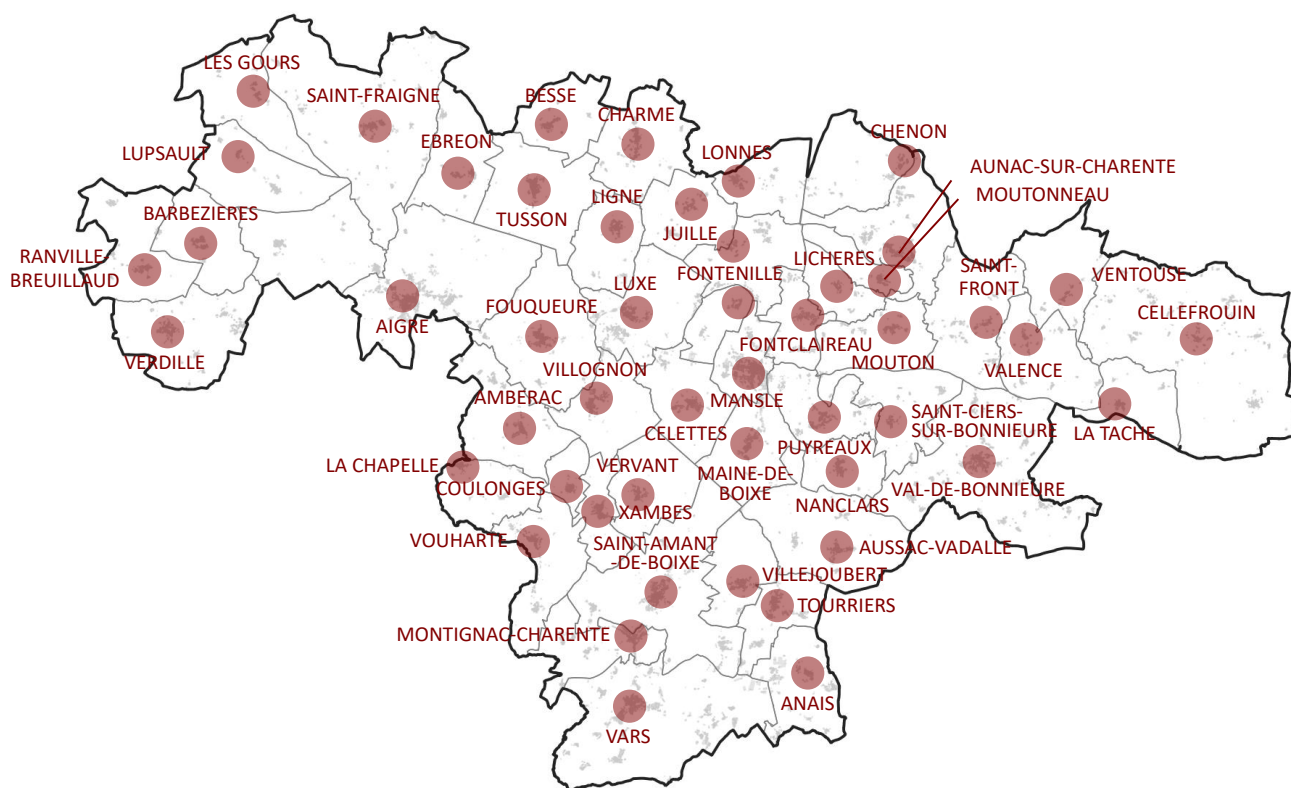 LES GOURS
SAINT-FRAIGNE
BESSE
CHARME
CHENON
LUPSAULT
EBREON
LONNES
AUNAC-SUR-CHARENTE
MOUTONNEAU
BARBEZIERES
TUSSON
LIGNE
JUILLE
RANVILLE-
BREUILLAUD
FONTENILLE
LICHERES
SAINT-
FRONT
VENTOUSE
LUXE
FOUQUEURE
CELLEFROUIN
AIGRE
VERDILLE
FONTCLAIREAU
MOUTON
VALENCE
VILLOGNON
AMBERAC
MANSLE
SAINT-CIERS-
SUR-BONNIEURE
LA TACHE
CELETTES
PUYREAUX
LA CHAPELLE
COULONGES
VERVANT
MAINE-DE-
BOIXE
VAL-DE-BONNIEURE
NANCLARS
XAMBES
VOUHARTE
SAINT-AMANT
-DE-BOIXE
AUSSAC-VADALLE
VILLEJOUBERT
TOURRIERS
MONTIGNAC-CHARENTE
ANAIS
VARS